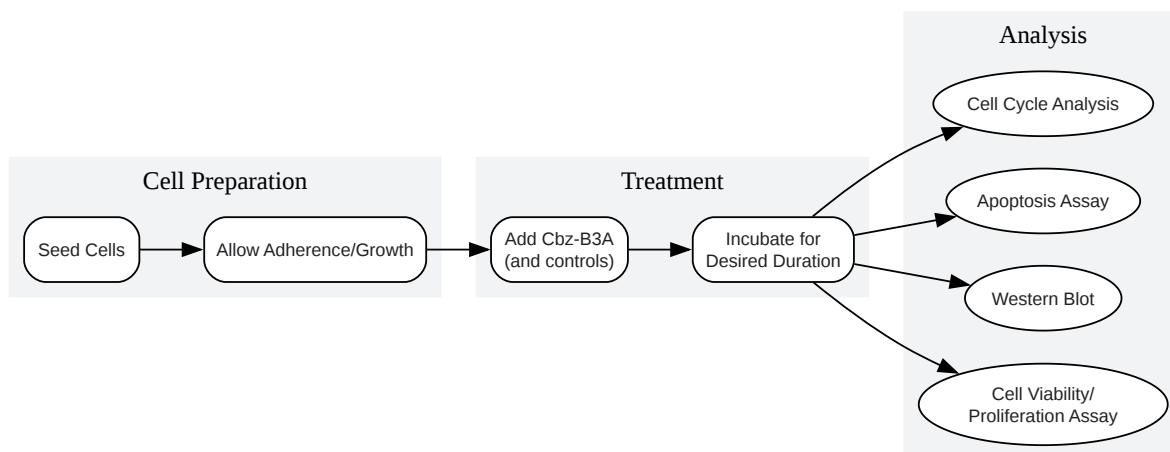 Cell Preparation
Seed Cells
Allow Adherence/Growth
Treatment
Add Cbz-B3A
(and controls)
Incubate for
Desired Duration
Analysis
Cell Cycle Analysis
Apoptosis Assay
Western Blot
Cell Viability/
Proliferation Assay